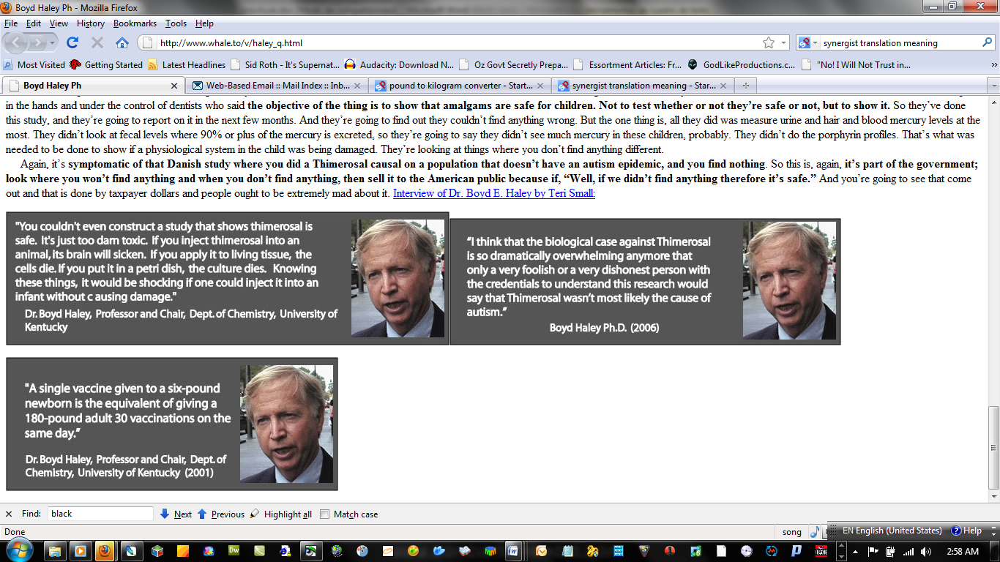 Boyd Haley Ph - Mozilla Firefox
File Edit View History Bookmarks Tools Help
http://www.whale.to/v/haley_q.html
synergist translation meaning
Most Visited Getting Started Latest Headlines Sid Roth - It's Supernat... Audacity: Download N... Oz Govt Secretly Prepa... Essortment Articles: Fr... GodLikeProductions.c... "No! I Will Not Trust in... »
Boyd Haley Ph Web-Based Email :: Mail Index :: Inb... pound to kilogram converter - Start... synergist translation meaning - Star...
in the hands and under the control of dentists who said the objective of the thing is to show that amalgams are safe for children. Not to test whether or not they're safe or not, but to show it. So they've done
this study, and they're going to report on it in the next few months. And they're going to find out they couldn't find anything wrong. But the one thing is, all they did was measure urine and hair and blood mercury levels at the
most. They didn't look at fecal levels where 90% or plus of the mercury is excreted, so they're going to say they didn't see much mercury in these children, probably. They didn't do the porphyrin profiles. That's what was
needed to be done to show if a physiological system in the child was being damaged. They're looking at things where you don't find anything different.
Again, it's symptomatic of that Danish study where you did a Thimerosal causal on a population that doesn't have an autism epidemic, and you find nothing. So this is, again, it's part of the government;
look where you won't find anything and when you don't find anything, then sell it to the American public because if, “Well, if we didn't find anything therefore it's safe.” And you're going to see that come
out and that is done by taxpayer dollars and people ought to be extremely mad about it. Interview of Dr. Boyd E. Haley by Teri Small:
"You couldn't even construct a study that shows thimerosal is
safe. It's just too darn toxic. If you inject thimerosal into an
animal, its brain will sicken. If you apply it to living tissue, the
cells die. If you put it in a petri dish, the culture dies. Knowing
these things, it would be shocking if one could inject it into an
infant without c ausing damage."
Dr. Boyd Haley, Professor and Chair, Dept. of Chemistry, University of
Kentucky
“I think that the biological case against Thimerosal
is so dramatically overwhelming anymore that
only a very foolish or a very dishonest person with
the credentials to understand this research would
say that Thimerosal wasn't most likely the cause of
autism.”
Boyd Haley Ph.D. (2006)
"A single vaccine given to a six-pound
newborn is the equivalent of giving a
180-pound adult 30 vaccinations on the
same day.”
Dr. Boyd Haley, Professor and Chair, Dept. of
Chemistry, University of Kentucky (2001)
Find: black Next Previous Highlight all Match case
Done
song
EN English (United States) Help
2:58 AM